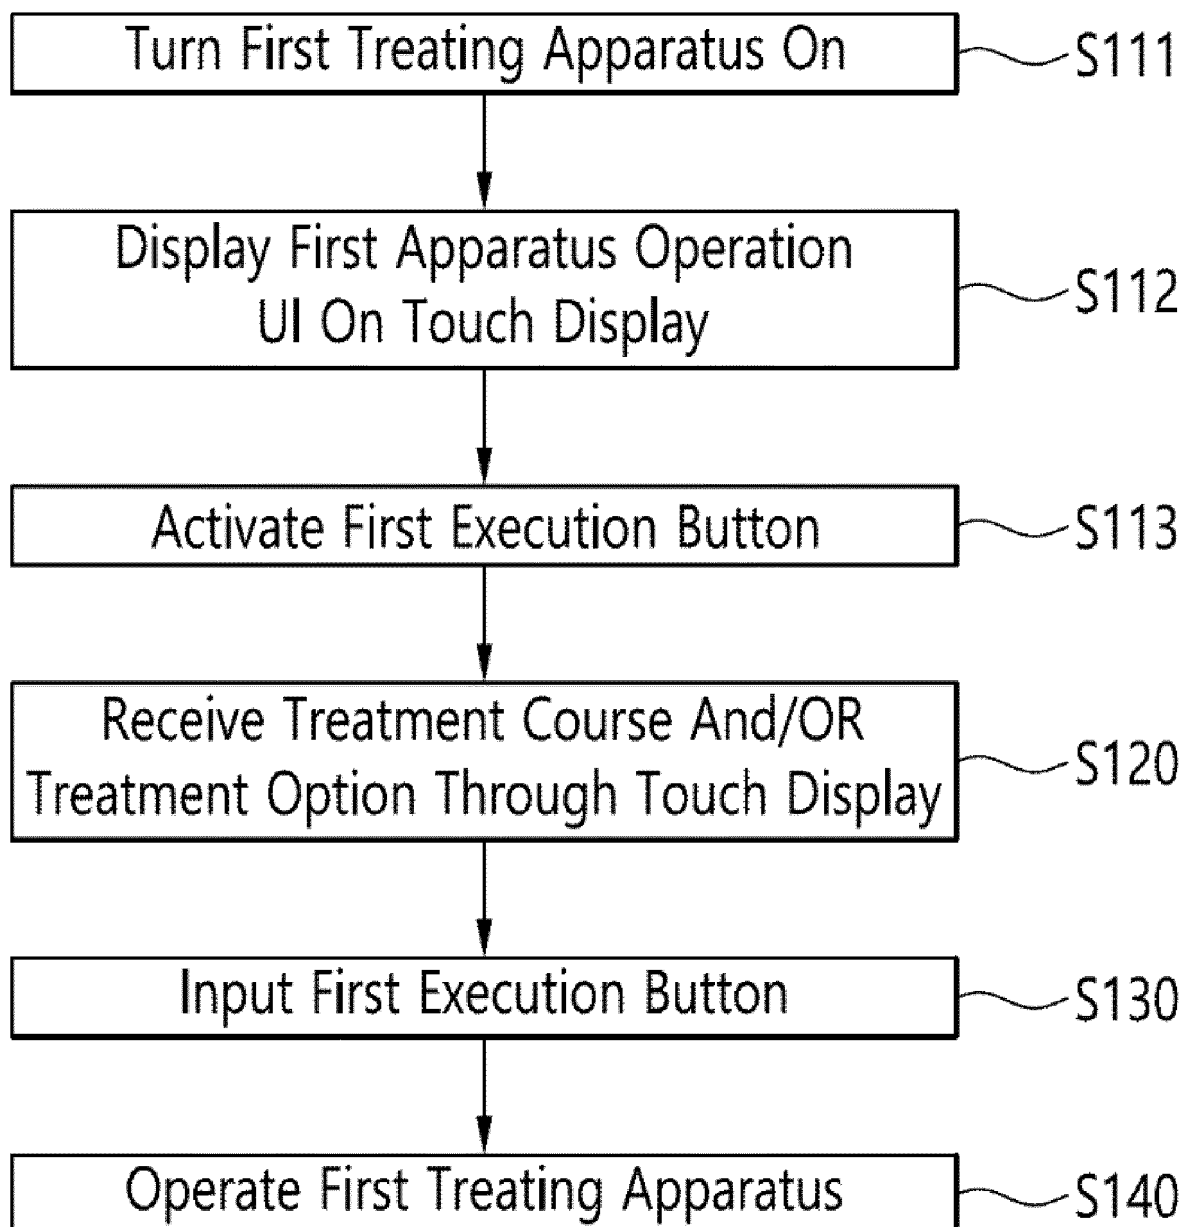 Turn First Treating Apparatus On
S111
Display First Apparatus Operation
UI On Touch Display
S112
Activate First Execution Button
S113
Receive Treatment Course And/OR
Treatment Option Through Touch Display
S120
Input First Execution Button
S130
Operate First Treating Apparatus
S140